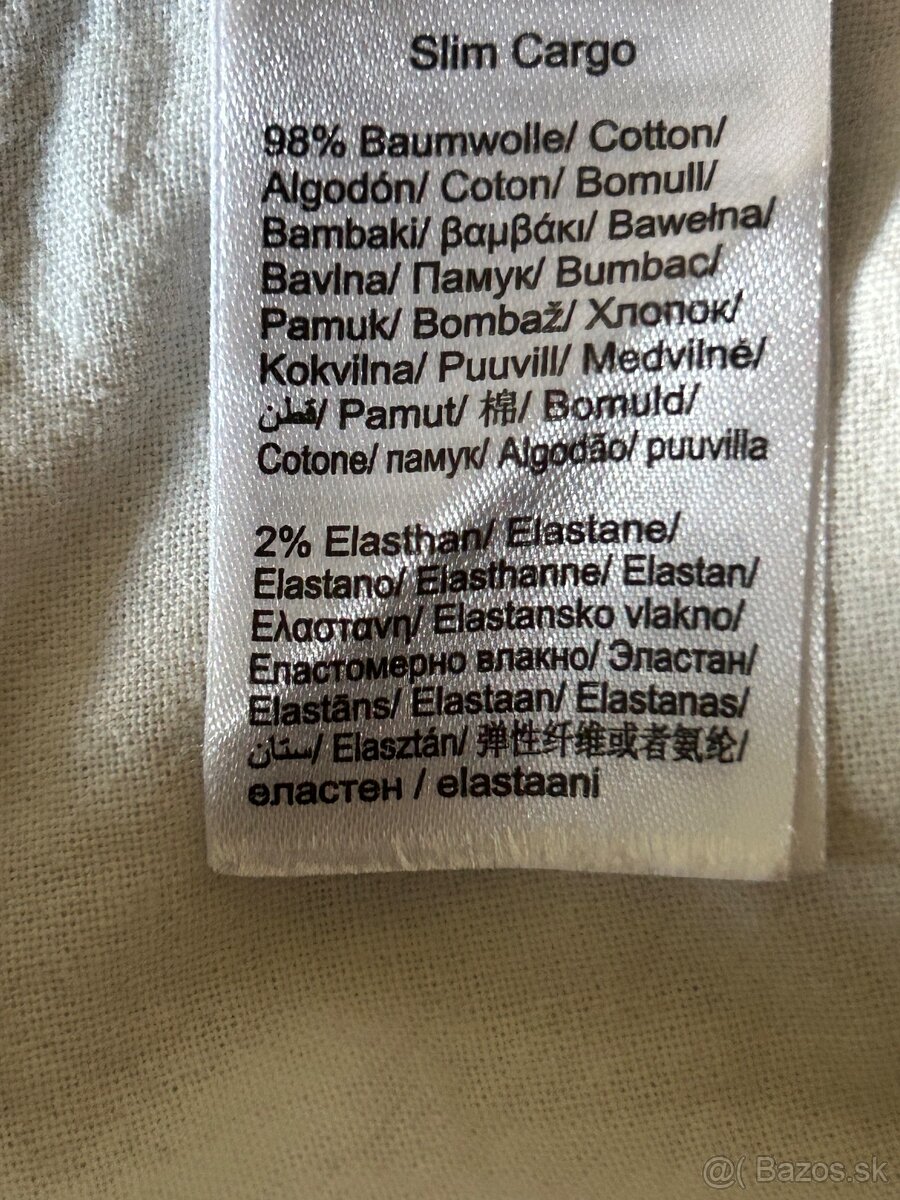 Slim Cargo
98% Baumwolle/ Cotton/
Algodón/ Coton/ Bomull/
Bambaki/ βαμβάκι/ Bawełna/
Bavlna/ Памук/ Bumbac/
Pamuk/ Bombaž/ Хлопок/
Kokvilna/ Puuvill/ Medvilnė/
قطن/ Pamut/ 棉/ Bomuld/
Cotone/ памук/ Algodão/ puuvilla
2% Elasthan/ Elastane/
Elastano/ Elasthanne/ Elastan/
Ελαστανη/ Elastansko vlakno/
Еластомерно влакно/ Эластан/
Elastāns/ Elastaan/ Elastanas/
ستان/ Elasztán/ 弹性纤维或者氨纶/
еластен / elastaani
@( Bazos.sk